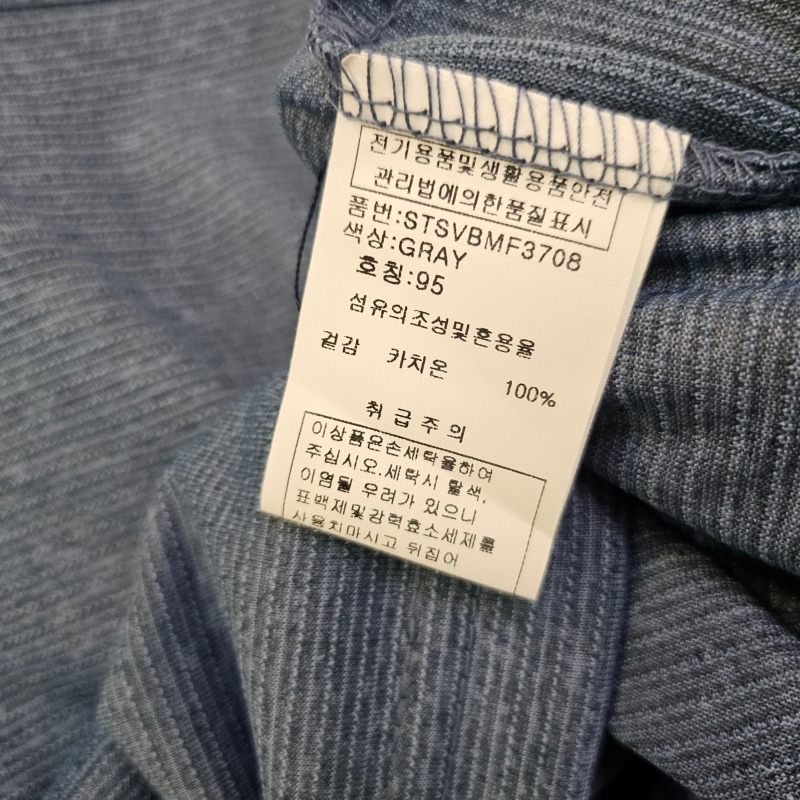 전기용품및생활용품안전
관리법에의한품질표시
품번:STSVBMF3708
색상:GRAY
호칭:95
섬유의조성및혼용율
겉감 카치온 100%
취급주의
이상품은손세탁을하여
주십시오.세탁시 탈색,
이염될 우려가 있으니
표백제및강력효소세제를
사용치마시고 뒤집어